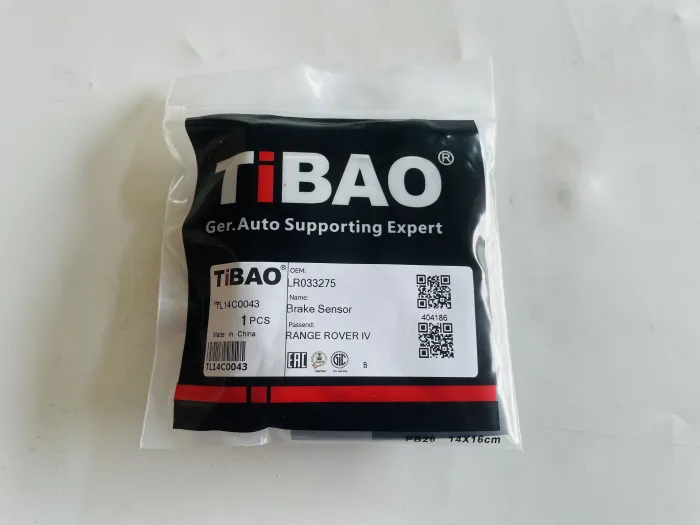 TiBAO®
Ger.Auto Supporting Expert
TiBAO®
TL14C0043
1 PCS
Made in China
TL14C0043
OEM:
LR033275
Name:
Brake Sensor
Passend:
RANGE ROVER IV
EAC
B
404186
PB26 14X16cm